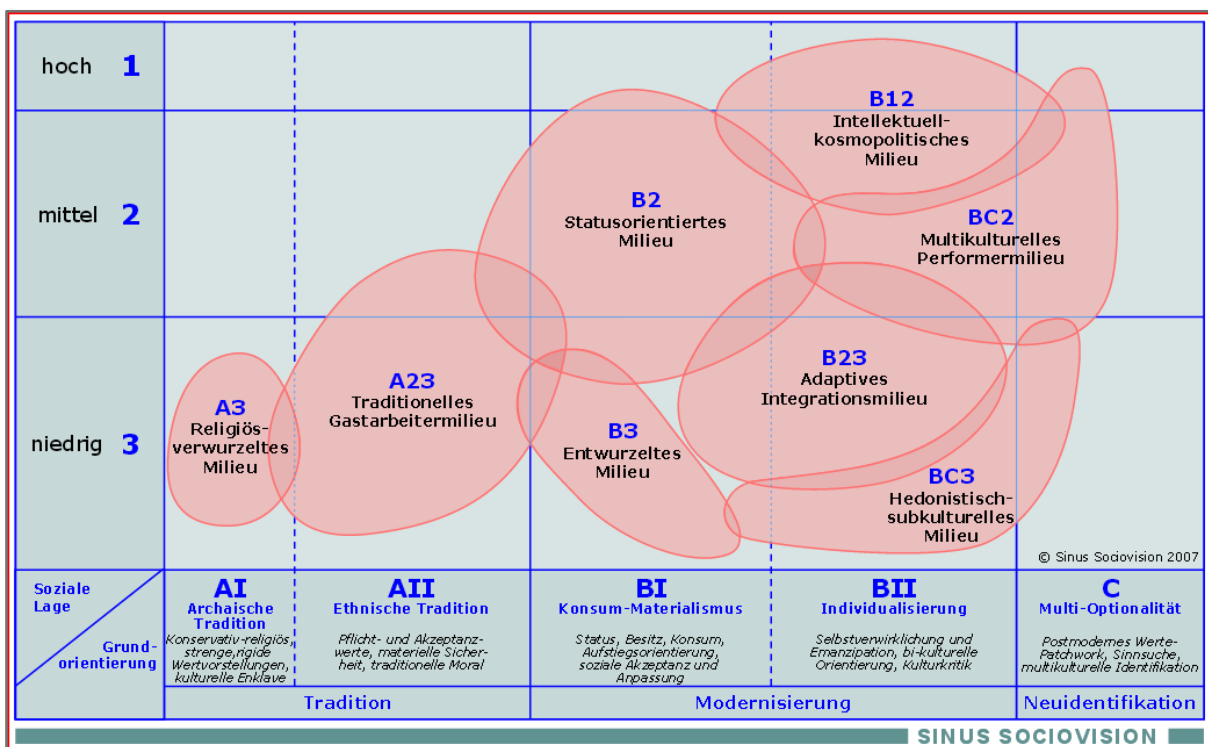 hoch 1
mittel 2
niedrig 3
B12
Intellektuell-
kosmopolitisches
Milieu
B2
Statusorientiertes
Milieu
BC2
Multikulturelles
Performermilieu
A3
Religiös-
verwurzeltes
Milieu
A23
Traditionelles
Gastarbeitermilieu
B3
Entwurzeltes
Milieu
B23
Adaptives
Integrationsmilieu
BC3
Hedonistisch-
subkulturelles
Milieu
© Sinus Sociovision 2007
Soziale
Lage
Grund-
orientierung
AI
Archaische
Tradition
Konservativ-religiös,
strenge,rigide
Wertvorstellungen,
kulturelle Enklave
AII
Ethnische Tradition
Pflicht- und Akzeptanz-
werte, materielle Sicher-
heit, traditionelle Moral
BI
Konsum-Materialismus
Status, Besitz, Konsum,
Aufstiegsorientierung,
soziale Akzeptanz und
Anpassung
BII
Individualisierung
Selbstverwirklichung und
Emanzipation, bi-kulturelle
Orientierung, Kulturkritik
C
Multi-Optionalität
Postmodernes Werte-
Patchwork, Sinnsuche,
multikulturelle Identifikation
Tradition
Modernisierung
Neuidentifikation
SINUS SOCIOVISION